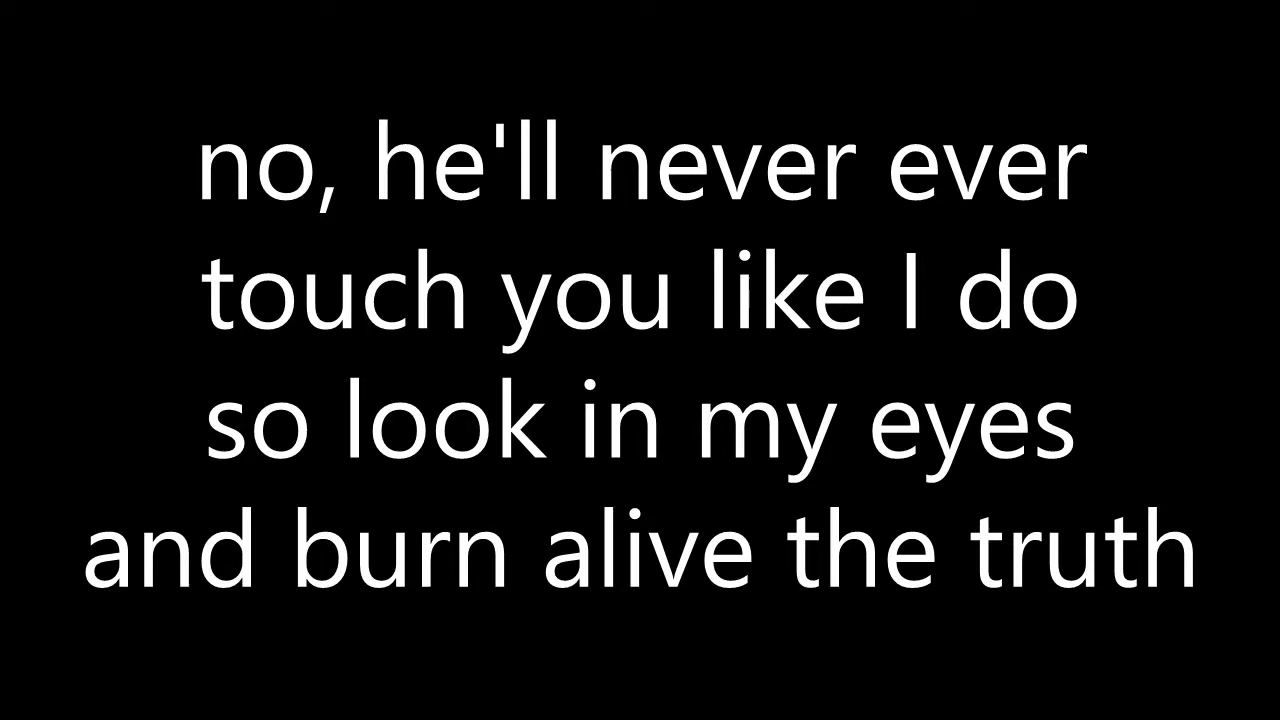 no, he'll never ever
touch you like I do
so look in my eyes
and burn alive the truth